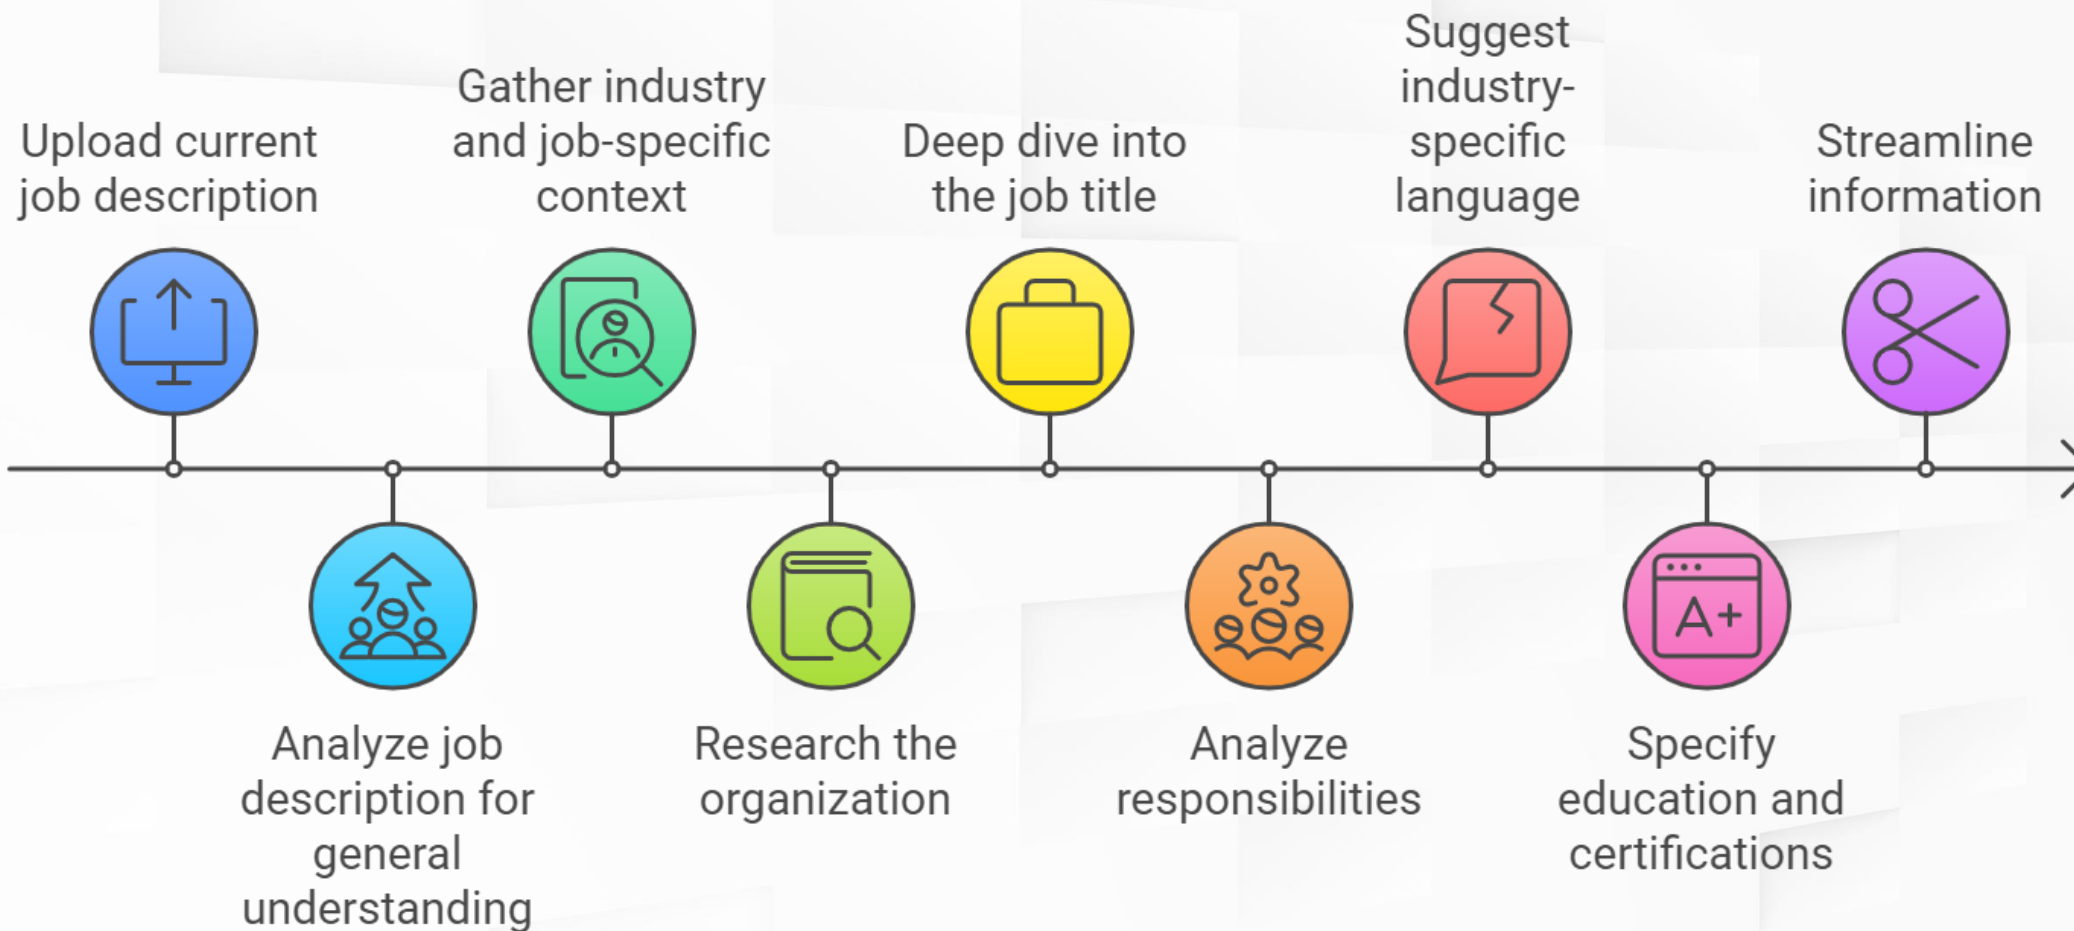 Upload current
job description
Analyze job
description for
general
understanding
Gather industry
and job-specific
context
Research the
organization
Deep dive into
the job title
Analyze
responsibilities
Suggest
industry-
specific
language
Specify
education and
certifications
A+
Streamline
information